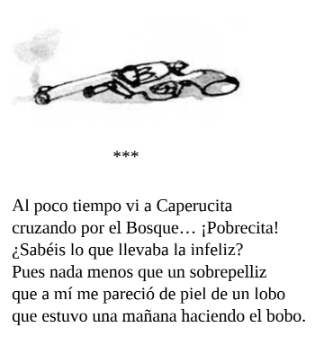 ***
Al poco tiempo vi a Caperucita
cruzando por el Bosque… ¡Pobrecita!
¿Sabéis lo que llevaba la infeliz?
Pues nada menos que un sobrepelliz
que a mí me pareció de piel de un lobo
que estuvo una mañana haciendo el bobo.